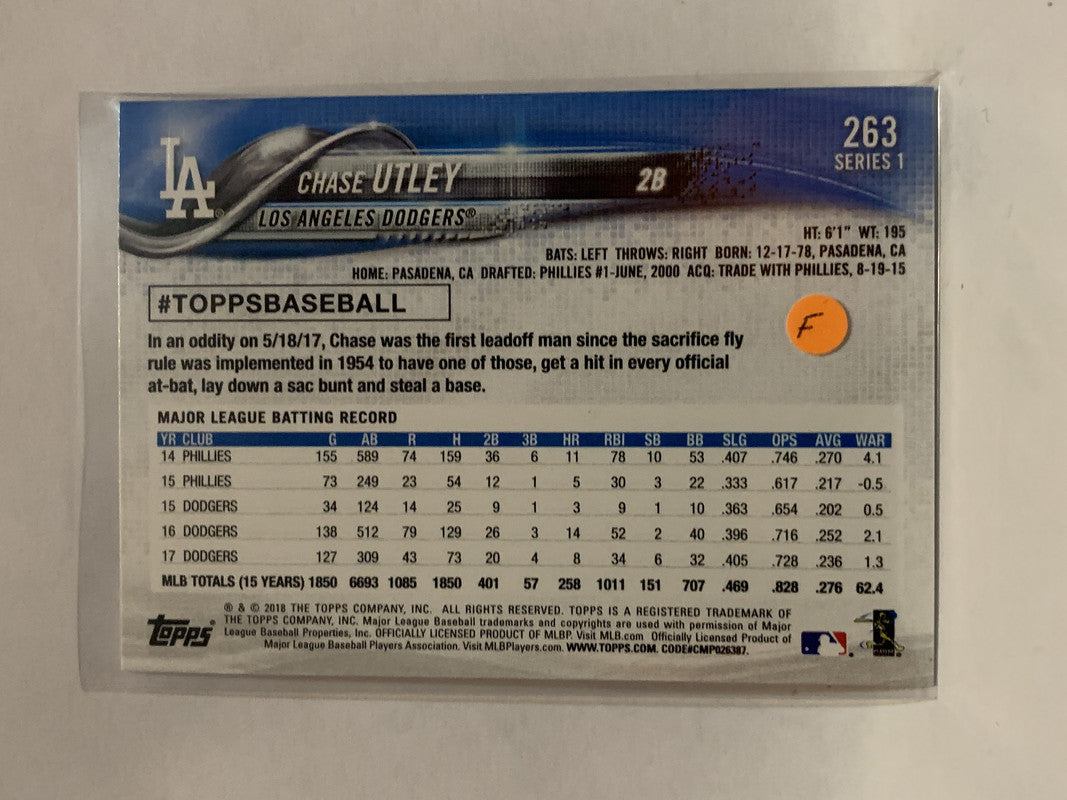 LA
CHASE UTLEY 2B
LOS ANGELES DODGERS®
263
SERIES 1
HT: 6'1" WT: 195
BATS: LEFT THROWS: RIGHT BORN: 12-17-78, PASADENA, CA
HOME: PASADENA, CA DRAFTED: PHILLIES #1-JUNE, 2000 ACQ: TRADE WITH PHILLIES, 8-19-15
#TOPPSBASEBALL
F
In an oddity on 5/18/17, Chase was the first leadoff man since the sacrifice fly
rule was implemented in 1954 to have one of those, get a hit in every official
at-bat, lay down a sac bunt and steal a base.
MAJOR LEAGUE BATTING RECORD
YR CLUB G AB R H 2B 3B HR RBI SB BB SLG OPS AVG WAR
14 PHILLIES 155 589 74 159 36 6 11 78 10 53 .407 .746 .270 4.1
15 PHILLIES 73 249 23 54 12 1 5 30 3 22 .333 .617 .217 -0.5
15 DODGERS 34 124 14 25 9 1 3 9 1 10 .363 .654 .202 0.5
16 DODGERS 138 512 79 129 26 3 14 52 2 40 .396 .716 .252 2.1
17 DODGERS 127 309 43 73 20 4 8 34 6 32 .405 .728 .236 1.3
MLB TOTALS (15 YEARS) 1850 6693 1085 1850 401 57 258 1011 151 707 .469 .828 .276 62.4
Topps®
® & © 2018 THE TOPPS COMPANY, INC. ALL RIGHTS RESERVED. TOPPS IS A REGISTERED TRADEMARK OF
THE TOPPS COMPANY, INC. Major League Baseball trademarks and copyrights are used with permission of Major
League Baseball Properties, Inc. OFFICIALLY LICENSED PRODUCT OF MLBP. Visit MLB.com Officially Licensed Product of
Major League Baseball Players Association. Visit MLBPlayers.com. WWW.TOPPS.COM. CODE#CMP026387.